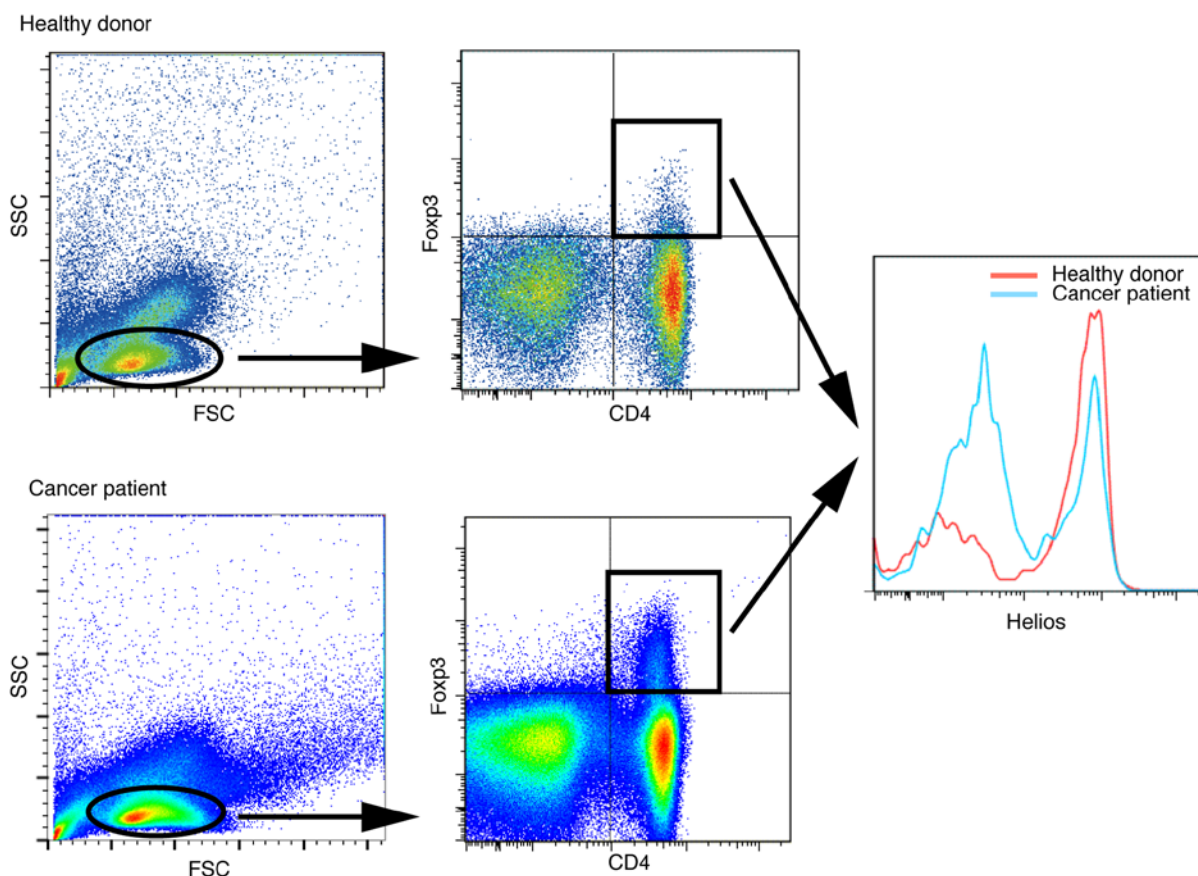 Healthy donor
SSC
FSC
Foxp3
CD4
Healthy donor
Cancer patient
Helios
Cancer patient
SSC
FSC
Foxp3
CD4